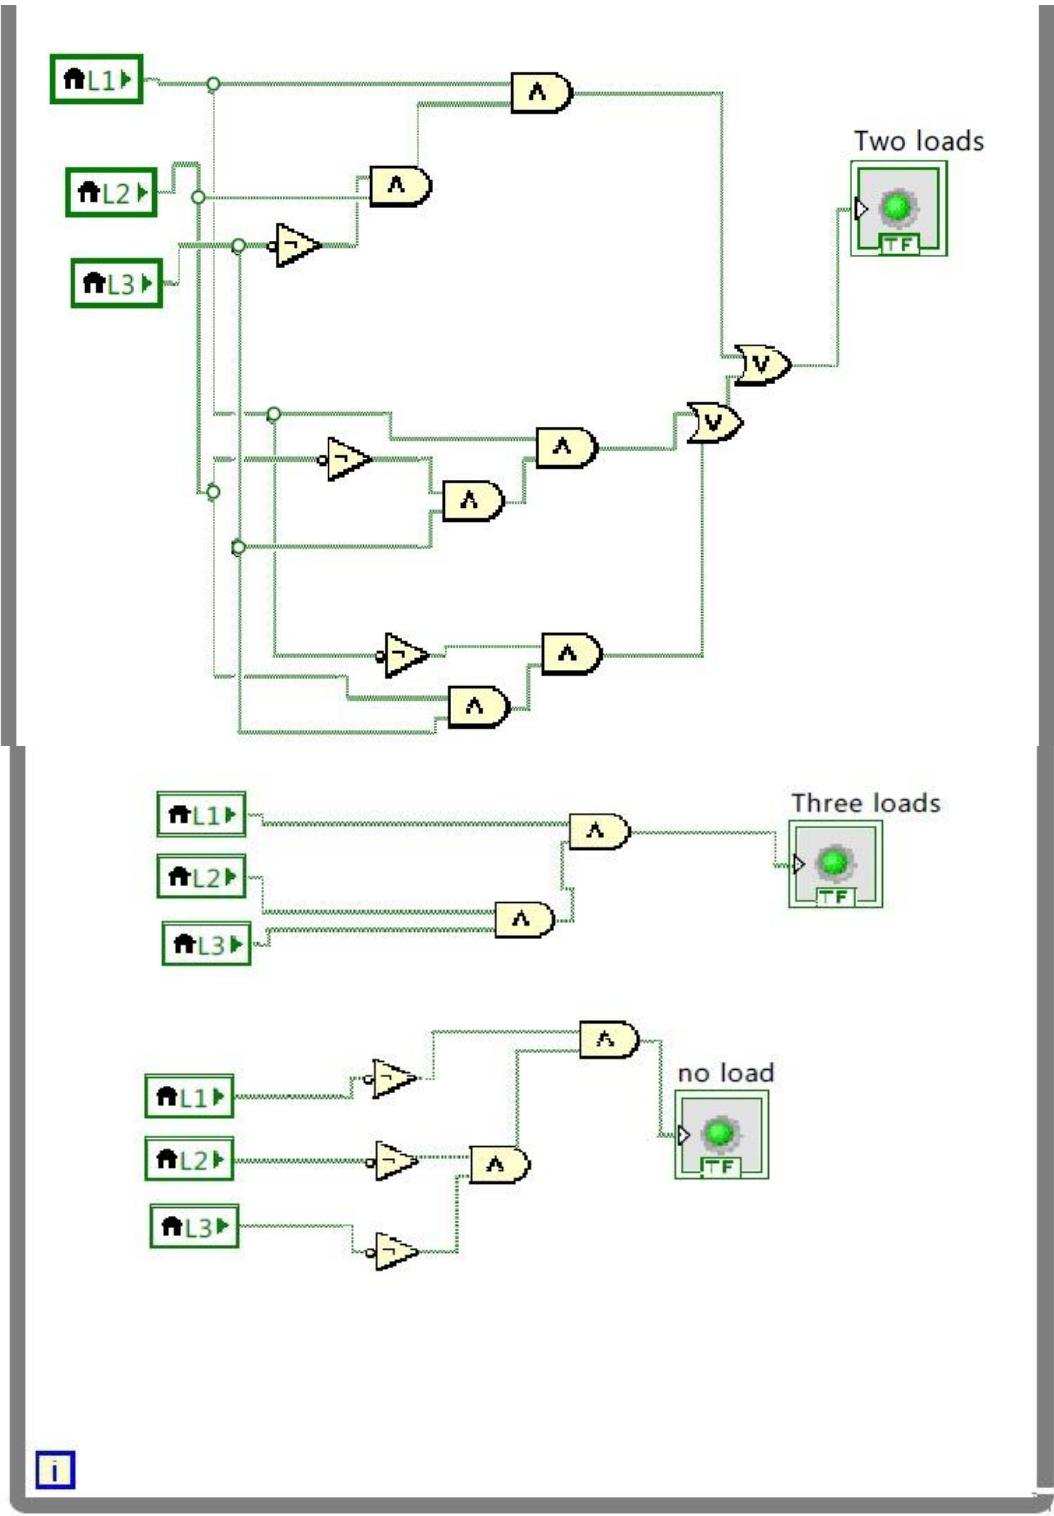 L1
L2
L3
Two loads
TF
Λ
Λ
¬
V
V
Λ
¬
Λ
¬
Λ
Λ
L1
L2
L3
Three loads
TF
Λ
Λ
L1
L2
L3
no load
TF
Λ
¬
¬
Λ
¬
i